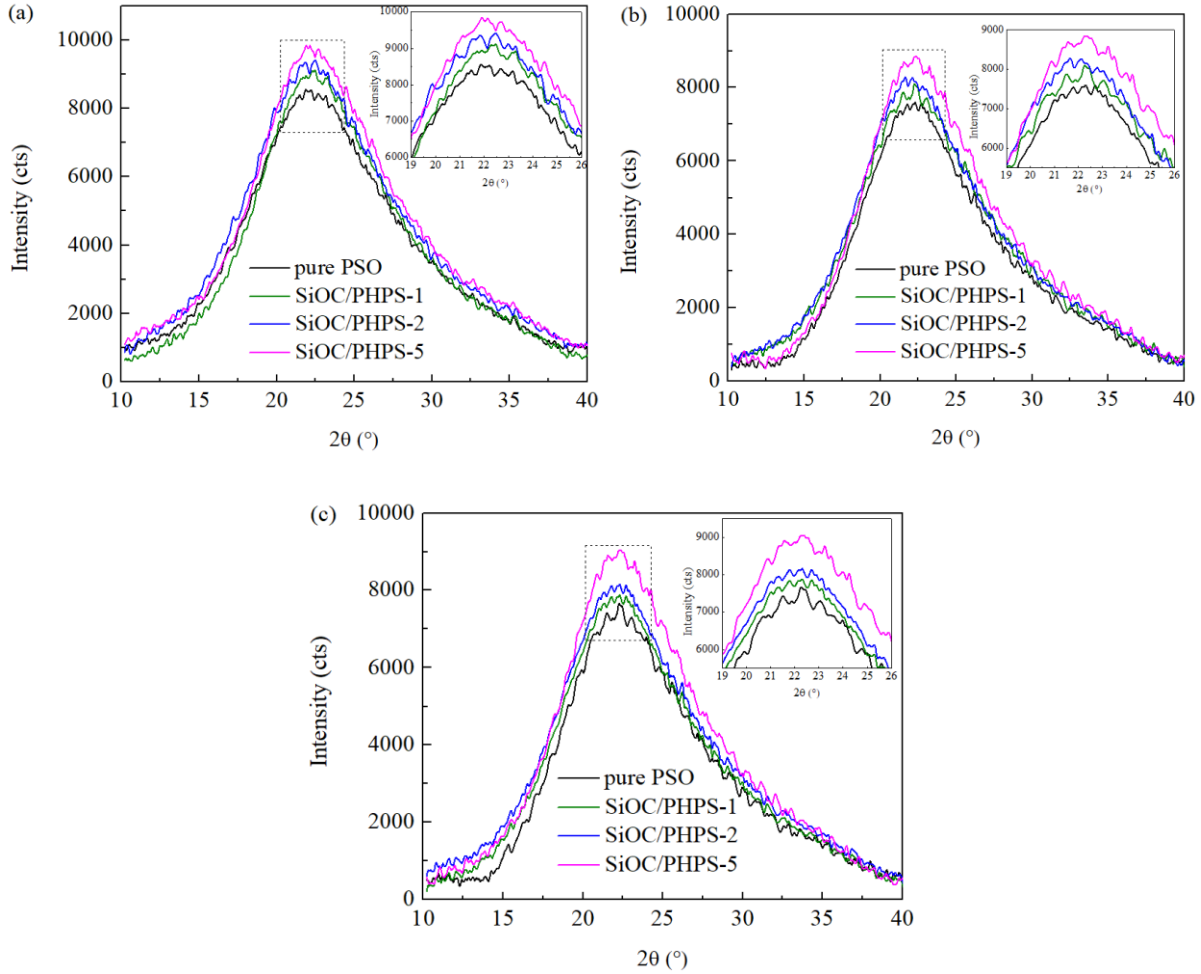 (a)
Intensity (cts)
10000
8000
6000
4000
2000
0
10 15 20 25 30 35 40
2θ (°)
pure PSO
SiOC/PHPS-1
SiOC/PHPS-2
SiOC/PHPS-5
Intensity (cts)
10000
9000
8000
7000
6000
19 20 21 22 23 24 25 26
2θ (°)
(b)
Intensity (cts)
10000
8000
6000
4000
2000
0
10 15 20 25 30 35 40
2θ (°)
pure PSO
SiOC/PHPS-1
SiOC/PHPS-2
SiOC/PHPS-5
Intensity (cts)
9000
8000
7000
6000
19 20 21 22 23 24 25 26
2θ (°)
(c)
Intensity (cts)
10000
8000
6000
4000
2000
0
10 15 20 25 30 35 40
2θ (°)
pure PSO
SiOC/PHPS-1
SiOC/PHPS-2
SiOC/PHPS-5
Intensity (cts)
9000
8000
7000
6000
19 20 21 22 23 24 25 26
2θ (°)